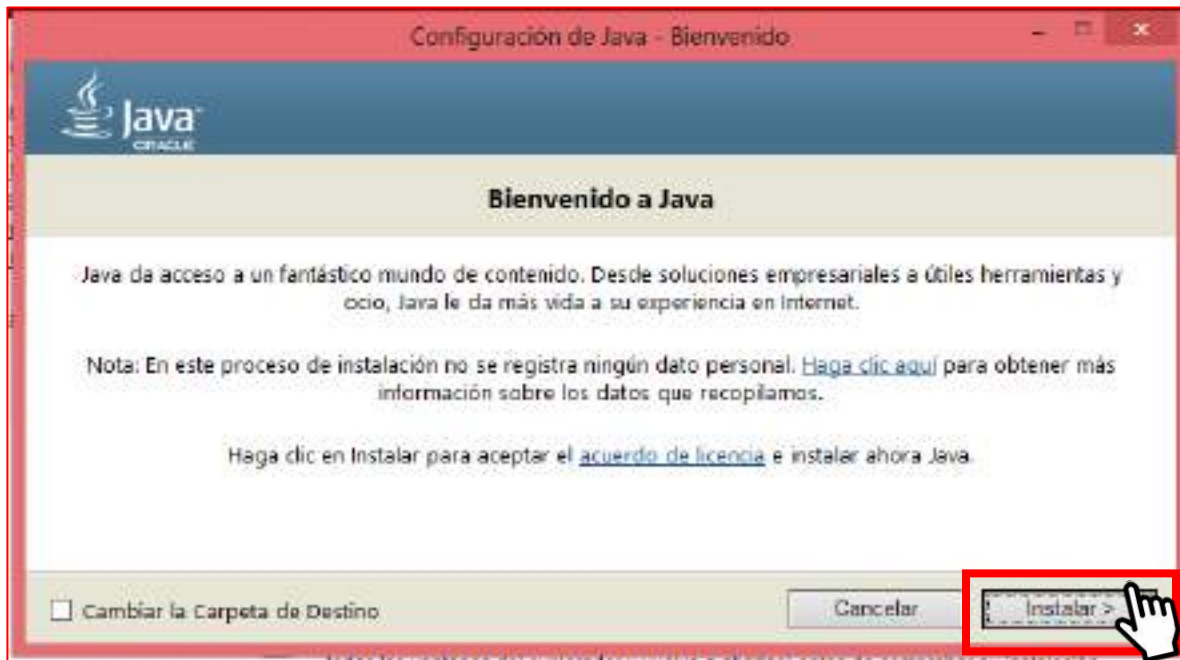 Configuración de Java - Bienvenido
Java
ORACLE
Bienvenido a Java
Java da acceso a un fantástico mundo de contenido. Desde soluciones empresariales a útiles herramientas y
ocio, Java le da más vida a su experiencia en Internet.
Nota: En este proceso de instalación no se registra ningún dato personal. Haga clic aquí para obtener más
información sobre los datos que recopilamos.
Haga clic en Instalar para aceptar el acuerdo de licencia e instalar ahora Java.
Cambiar la Carpeta de Destino
Cancelar
Instalar >